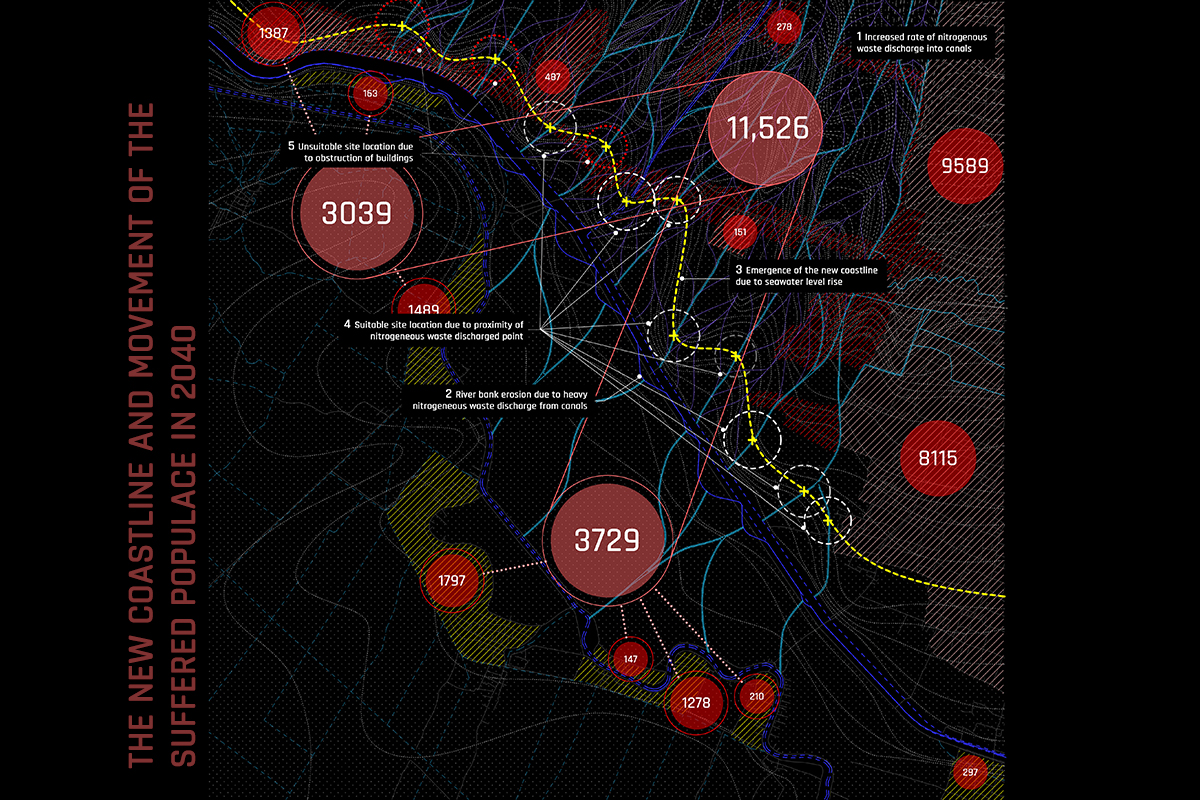 THE NEW COASTLINE AND MOVEMENT OF THE
SUFFERED POPULACE IN 2040
1387
163
487
278
1 Increased rate of nitrogenous
waste discharge into canals
11,526
9589
5 Unsuitable site location due
to obstruction of buildings
3039
151
3 Emergence of the new coastline
due to seawater level rise
1489
4 Suitable site location due to proximity of
nitrogeneous waste discharged point
2 River bank erosion due to heavy
nitrogeneous waste discharge from canals
8115
3729
1797
147
1278
210
297